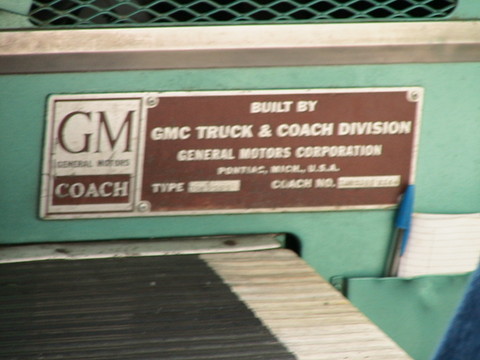 GM
GENERAL MOTORS
COACH
BUILT BY
GMC TRUCK & COACH DIVISION
GENERAL MOTORS CORPORATION
PONTIAC, MICH., U.S.A.
TYPE
COACH NO.